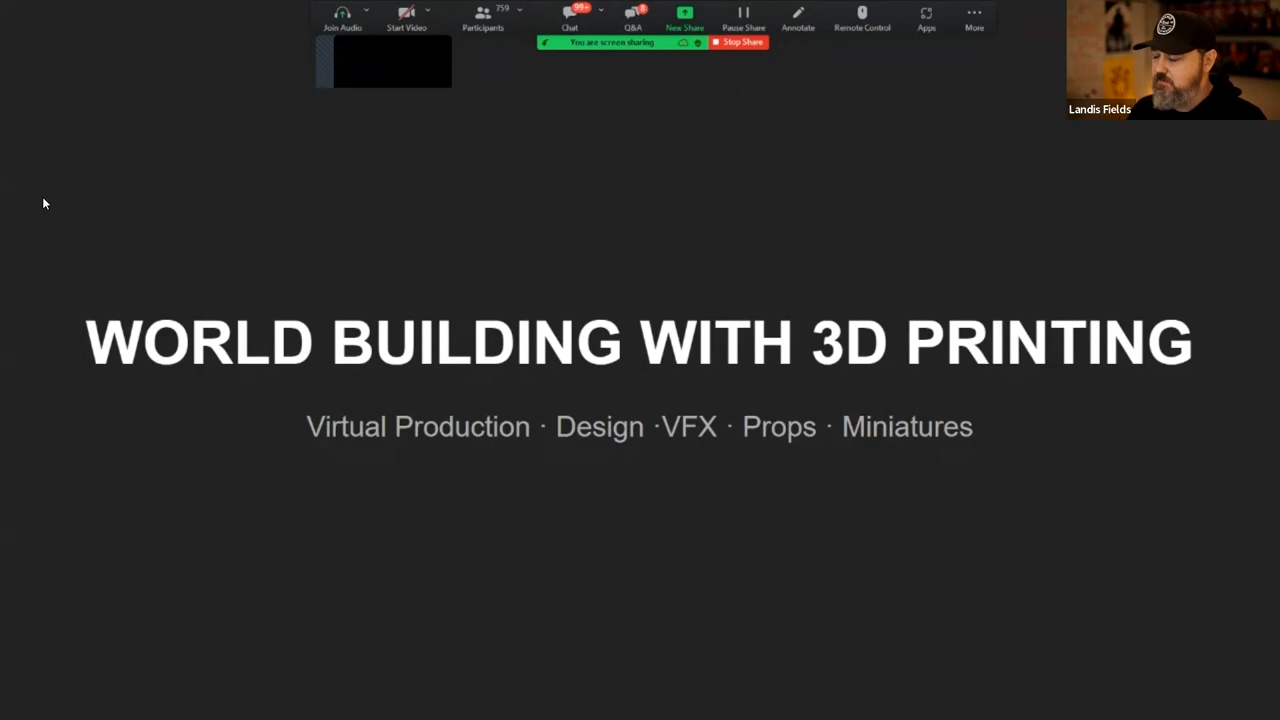 759
99+
8
Join Audio
Start Video
Participants
Chat
Q&A
New Share
Pause Share
Annotate
Remote Control
Apps
More
You are screen sharing
Stop Share
Landis Fields
WORLD BUILDING WITH 3D PRINTING
Virtual Production · Design ·VFX · Props · Miniatures